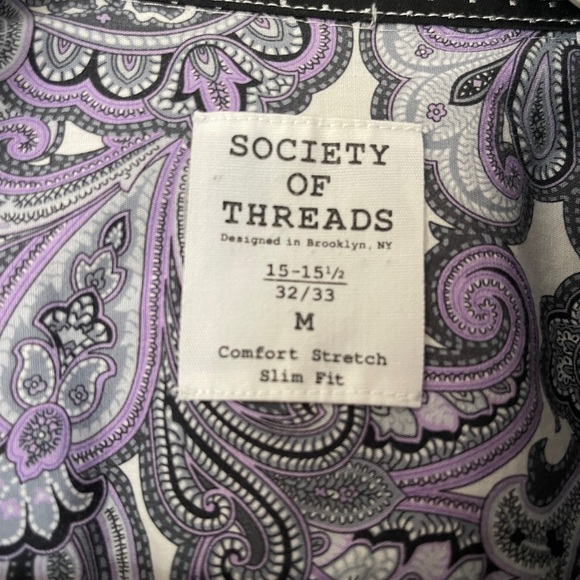 SOCIETY
OF
THREADS
Designed in Brooklyn, NY
15-15½
32/33
M
Comfort Stretch
Slim Fit